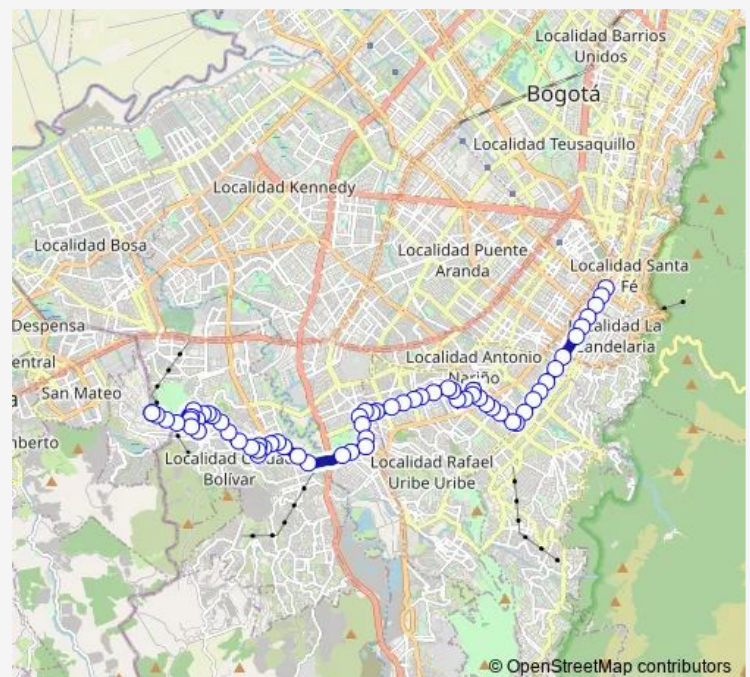 Localidad Barrios
Unidos
Bogotá
Localidad Teusaquillo
Localidad Kennedy
Localidad Bosa
Localidad Puente
Aranda
Localidad Santa
Fé
Despensa
Localidad La
Candelaria
entral
Localidad Antonio
Nariño
San Mateo
a
nberto
Localidad Ciudad
Bolívar
Localidad Rafael
Uribe Uribe
© OpenStreetMap contributors